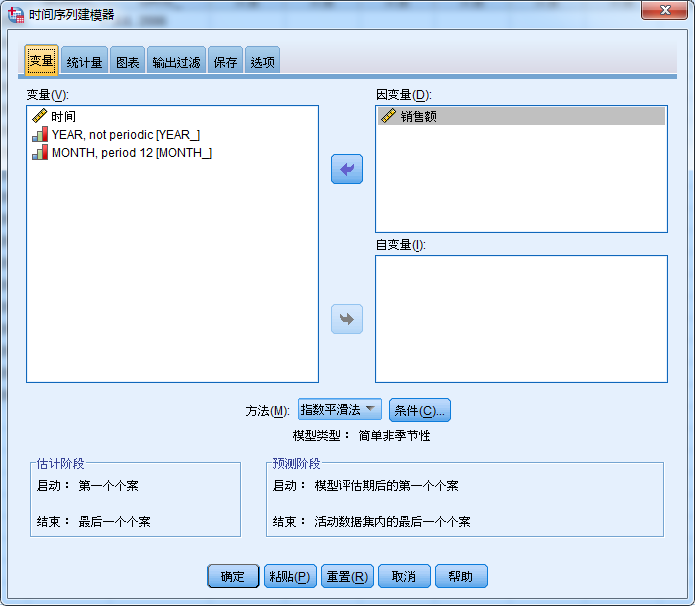 时间序列建模器
变量 统计量 图表 输出过滤 保存 选项
变量(V):
时间
YEAR, not periodic [YEAR_]
MONTH, period 12 [MONTH_]
因变量(D):
销售额
自变量(I):
方法(M): 指数平滑法 条件(C)...
模型类型： 简单非季节性
估计阶段
启动： 第一个个案
结束： 最后一个个案
预测阶段
启动： 模型评估期后的第一个个案
结束： 活动数据集内的最后一个个案
确定 粘贴(P) 重置(R) 取消 帮助